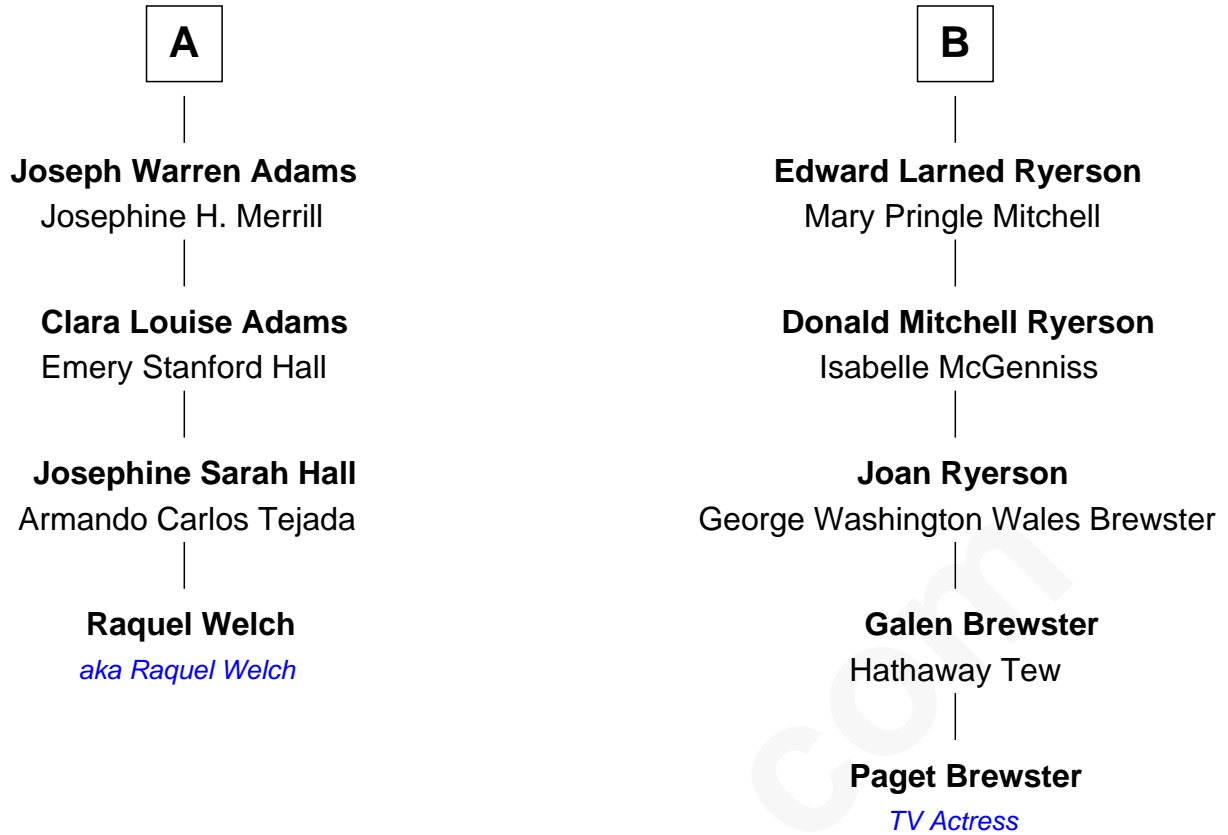 A
Joseph Warren Adams
Josephine H. Merrill
Clara Louise Adams
Emery Stanford Hall
Josephine Sarah Hall
Armando Carlos Tejada
Raquel Welch
aka Raquel Welch
B
Edward Larned Ryerson
Mary Pringle Mitchell
Donald Mitchell Ryerson
Isabelle McGenniss
Joan Ryerson
George Washington Wales Brewster
Galen Brewster
Hathaway Tew
Paget Brewster
TV Actress
com